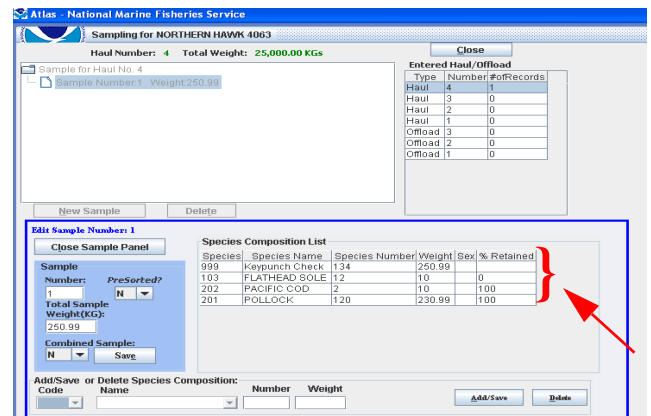 Atlas - National Marine Fisheries Service
Sampling for NORTHERN HAWK 4063
Haul Number: 4 Total Weight: 25,000.00 KGs
Close
Sample for Haul No. 4
Sample Number:1 Weight:250.99
Entered Haul/Offload
Type Number #ofRecords
Haul 4 1
Haul 3 0
Haul 2 0
Haul 1 0
Offload 3 0
Offload 2 0
Offload 1 0
New Sample Delete
Edit Sample Number: 1
Close Sample Panel
Sample
Number: PreSorted?
1 N
Total Sample
Weight(KG):
250.99
Combined Sample:
N Save
Species Composition List
Species Species Name Species Number Weight Sex % Retained
999 Keypunch Check 134 250.99
103 FLATHEAD SOLE 12 10 0
202 PACIFIC COD 2 10 100
201 POLLOCK 120 230.99 100
Add/Save or Delete Species Composition:
Code Name Number Weight
Add/Save Delete